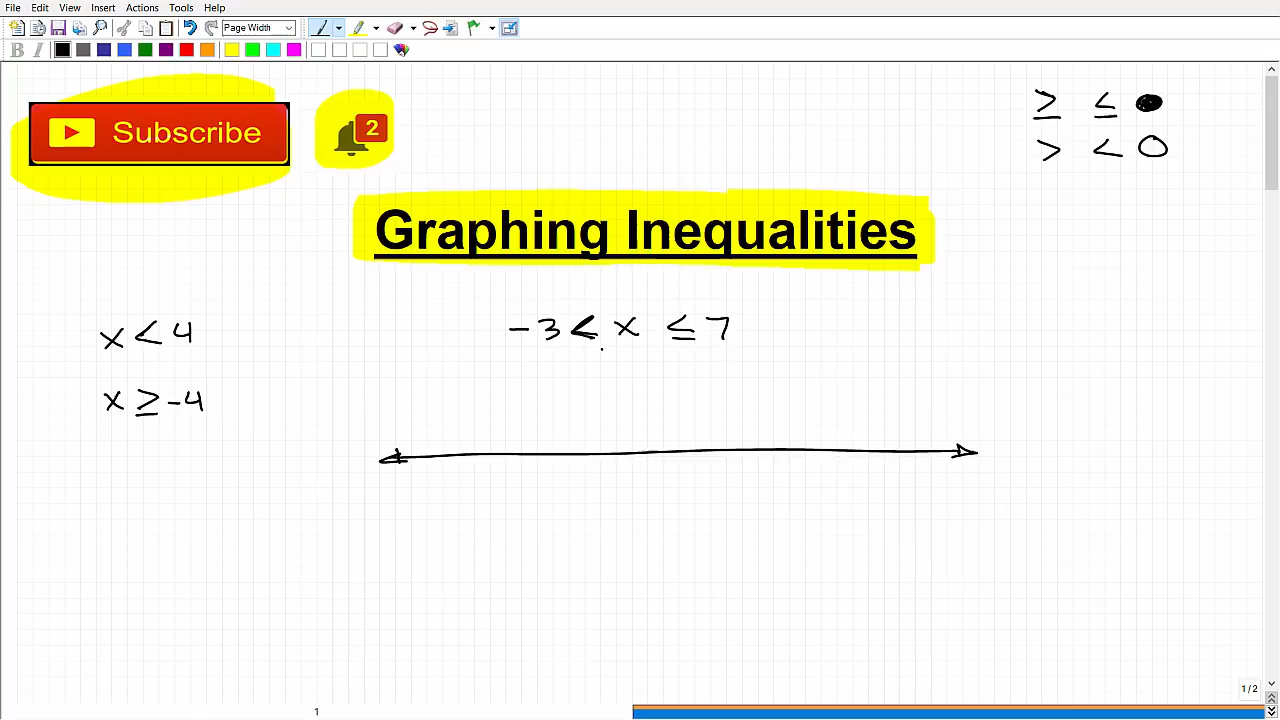 File Edit View Insert Actions Tools Help
Page Width
B I
≥ ≤ ●
Subscribe 2
> < ○
Graphing Inequalities
x < 4
-3 < x ≤ 7
x ≥ -4
1/2
1